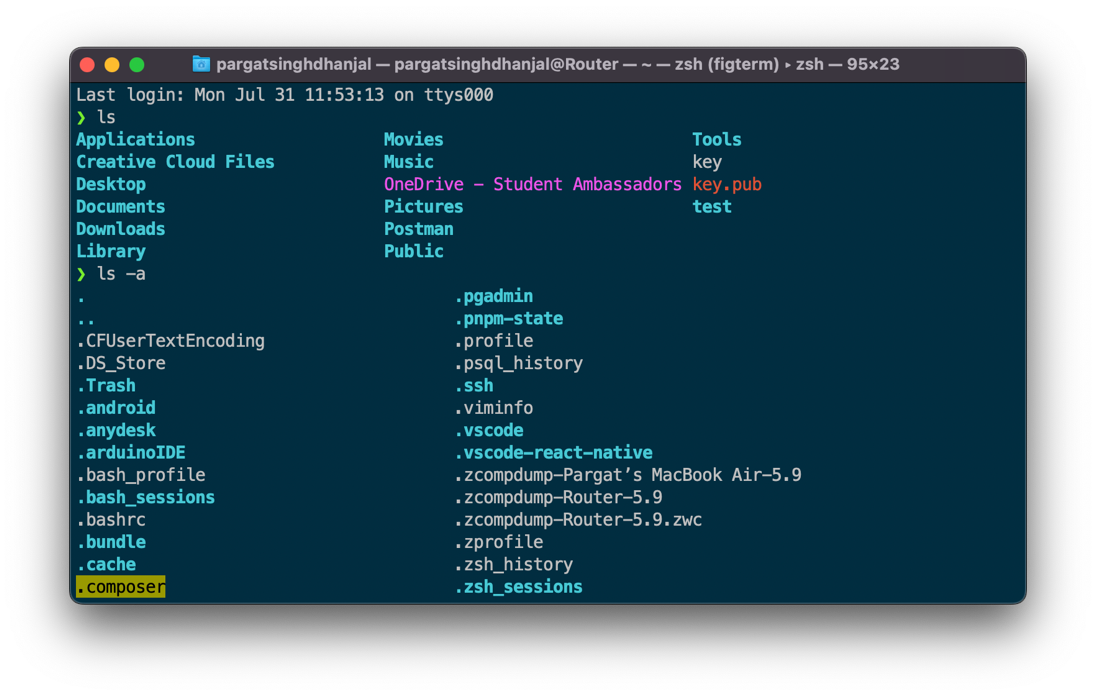 pargatsinghdhanjal — pargatsinghdhanjal@Router — ~ — zsh (figterm) ▸ zsh — 95×23
Last login: Mon Jul 31 11:53:13 on ttys000
❯ ls
Applications Movies Tools
Creative Cloud Files Music key
Desktop OneDrive - Student Ambassadors key.pub
Documents Pictures test
Downloads Postman
Library Public
❯ ls -a
. .pgadmin
.. .pnpm-state
.CFUserTextEncoding .profile
.DS_Store .psql_history
.Trash .ssh
.android .viminfo
.anydesk .vscode
.arduinoIDE .vscode-react-native
.bash_profile .zcompdump-Pargat’s MacBook Air-5.9
.bash_sessions .zcompdump-Router-5.9
.bashrc .zcompdump-Router-5.9.zwc
.bundle .zprofile
.cache .zsh_history
.composer .zsh_sessions